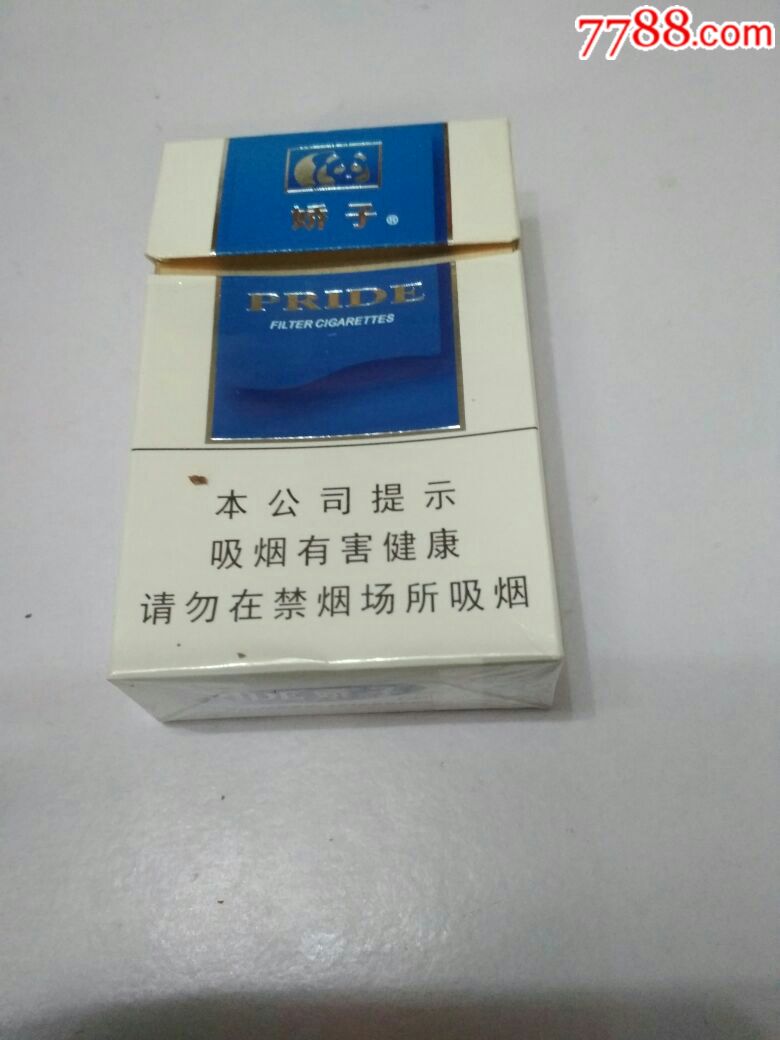 7788.com
娇子®
PRIDE
FILTER CIGARETTES
本公司提示
吸烟有害健康
请勿在禁烟场所吸烟